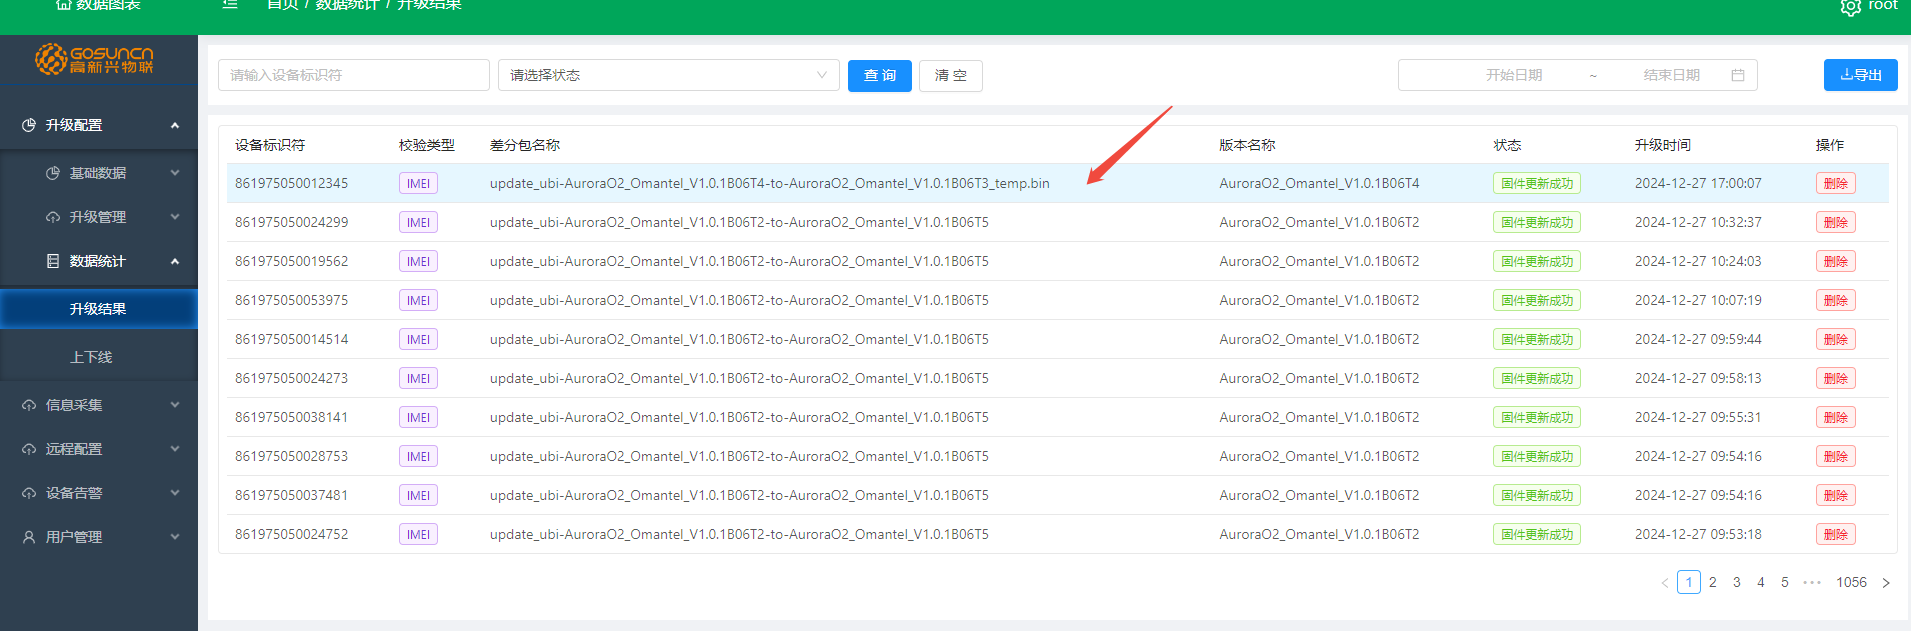 数据图表
首页 / 数据统计 / 升级结果
root
GOSUNCN
高新兴物联
升级配置
基础数据
升级管理
数据统计
升级结果
上下线
信息采集
远程配置
设备告警
用户管理
请输入设备标识符 请选择状态 查 询 清 空 开始日期 ~ 结束日期 导出
设备标识符 校验类型 差分包名称 版本名称 状态 升级时间 操作
861975050012345 IMEI update_ubi-AuroraO2_Omantel_V1.0.1B06T4-to-AuroraO2_Omantel_V1.0.1B06T3_temp.bin AuroraO2_Omantel_V1.0.1B06T4 固件更新成功 2024-12-27 17:00:07 删除
861975050024299 IMEI update_ubi-AuroraO2_Omantel_V1.0.1B06T2-to-AuroraO2_Omantel_V1.0.1B06T5 AuroraO2_Omantel_V1.0.1B06T2 固件更新成功 2024-12-27 10:32:37 删除
861975050019562 IMEI update_ubi-AuroraO2_Omantel_V1.0.1B06T2-to-AuroraO2_Omantel_V1.0.1B06T5 AuroraO2_Omantel_V1.0.1B06T2 固件更新成功 2024-12-27 10:24:03 删除
861975050053975 IMEI update_ubi-AuroraO2_Omantel_V1.0.1B06T2-to-AuroraO2_Omantel_V1.0.1B06T5 AuroraO2_Omantel_V1.0.1B06T2 固件更新成功 2024-12-27 10:07:19 删除
861975050014514 IMEI update_ubi-AuroraO2_Omantel_V1.0.1B06T2-to-AuroraO2_Omantel_V1.0.1B06T5 AuroraO2_Omantel_V1.0.1B06T2 固件更新成功 2024-12-27 09:59:44 删除
861975050024273 IMEI update_ubi-AuroraO2_Omantel_V1.0.1B06T2-to-AuroraO2_Omantel_V1.0.1B06T5 AuroraO2_Omantel_V1.0.1B06T2 固件更新成功 2024-12-27 09:58:13 删除
861975050038141 IMEI update_ubi-AuroraO2_Omantel_V1.0.1B06T2-to-AuroraO2_Omantel_V1.0.1B06T5 AuroraO2_Omantel_V1.0.1B06T2 固件更新成功 2024-12-27 09:55:31 删除
861975050028753 IMEI update_ubi-AuroraO2_Omantel_V1.0.1B06T2-to-AuroraO2_Omantel_V1.0.1B06T5 AuroraO2_Omantel_V1.0.1B06T2 固件更新成功 2024-12-27 09:54:16 删除
861975050037481 IMEI update_ubi-AuroraO2_Omantel_V1.0.1B06T2-to-AuroraO2_Omantel_V1.0.1B06T5 AuroraO2_Omantel_V1.0.1B06T2 固件更新成功 2024-12-27 09:54:16 删除
861975050024752 IMEI update_ubi-AuroraO2_Omantel_V1.0.1B06T2-to-AuroraO2_Omantel_V1.0.1B06T5 AuroraO2_Omantel_V1.0.1B06T2 固件更新成功 2024-12-27 09:53:18 删除
< 1 2 3 4 5 ••• 1056 >